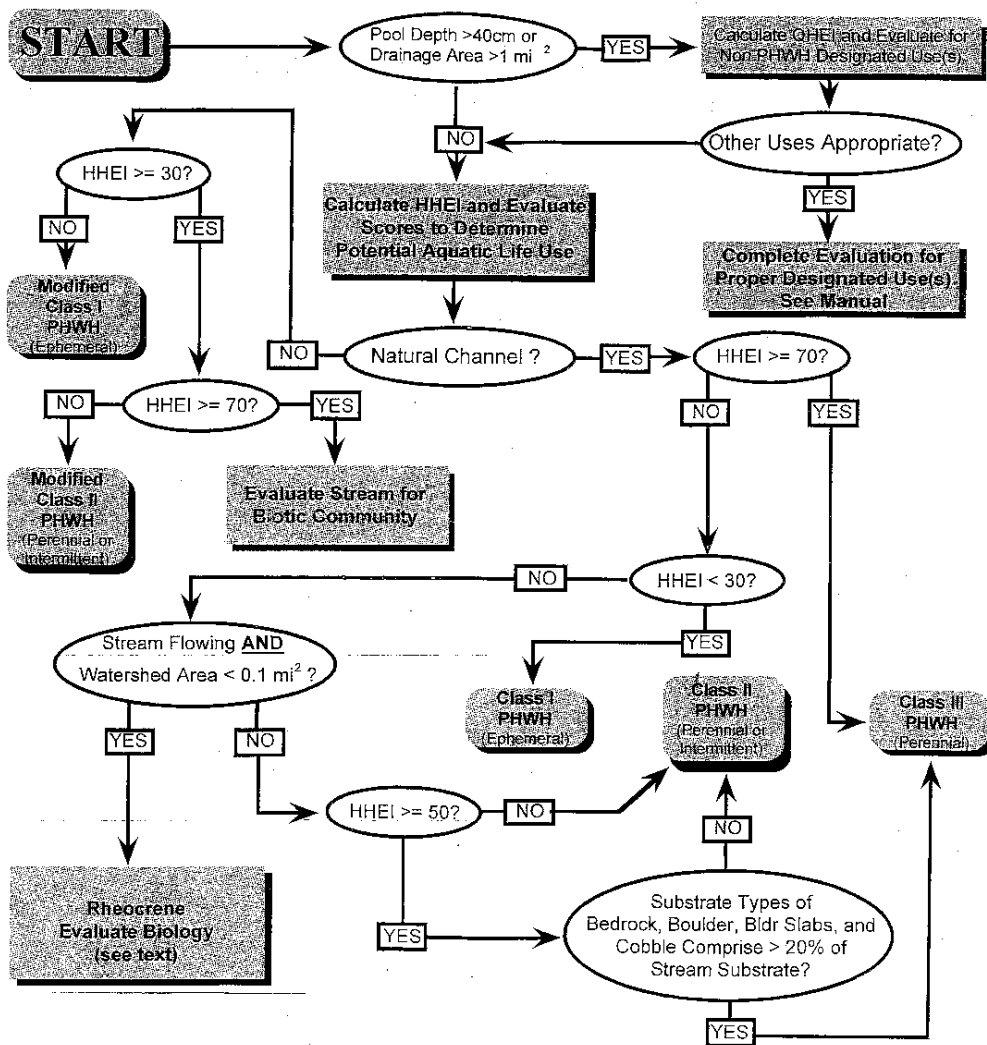 START
Pool Depth >40cm or
Drainage Area >1 mi ²
YES
Calculate QHEI and Evaluate for
Non-PHWH Designated Use(s)
NO
Other Uses Appropriate?
HHEI >= 30?
YES
NO
YES
Calculate HHEI and Evaluate
Scores to Determine
Potential Aquatic Life Use
Complete Evaluation for
Proper Designated Use(s)
See Manual
Modified
Class I
PHWH
(Ephemeral)
NO
Natural Channel ?
YES
HHEI >= 70?
NO
HHEI >= 70?
YES
NO
YES
Modified
Class II
PHWH
(Perennial or
Intermittent)
Evaluate Stream for
Biotic Community
NO
HHEI < 30?
YES
Stream Flowing AND
Watershed Area < 0.1 mi² ?
Class I
PHWH
(Ephemeral)
Class II
PHWH
(Perennial or
Intermittent)
Class III
PHWH
(Perennial)
YES
NO
HHEI >= 50?
NO
NO
Rheocrene
Evaluate Biology
(see text)
YES
Substrate Types of
Bedrock, Boulder, Bldr Slabs, and
Cobble Comprise > 20% of
Stream Substrate?
YES